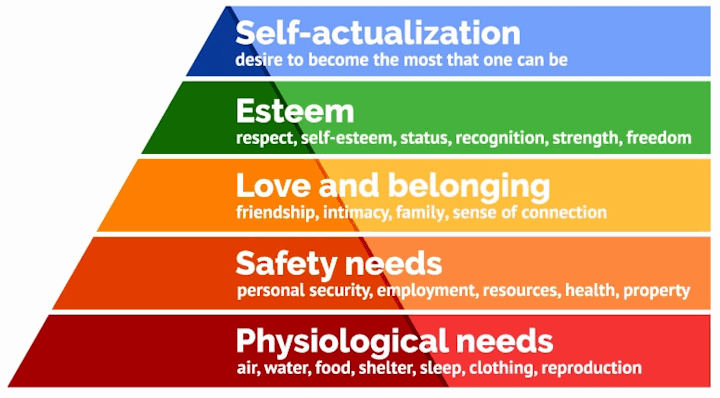 Self-actualization
desire to become the most that one can be
Esteem
respect, self-esteem, status, recognition, strength, freedom
Love and belonging
friendship, intimacy, family, sense of connection
Safety needs
personal security, employment, resources, health, property
Physiological needs
air, water, food, shelter, sleep, clothing, reproduction